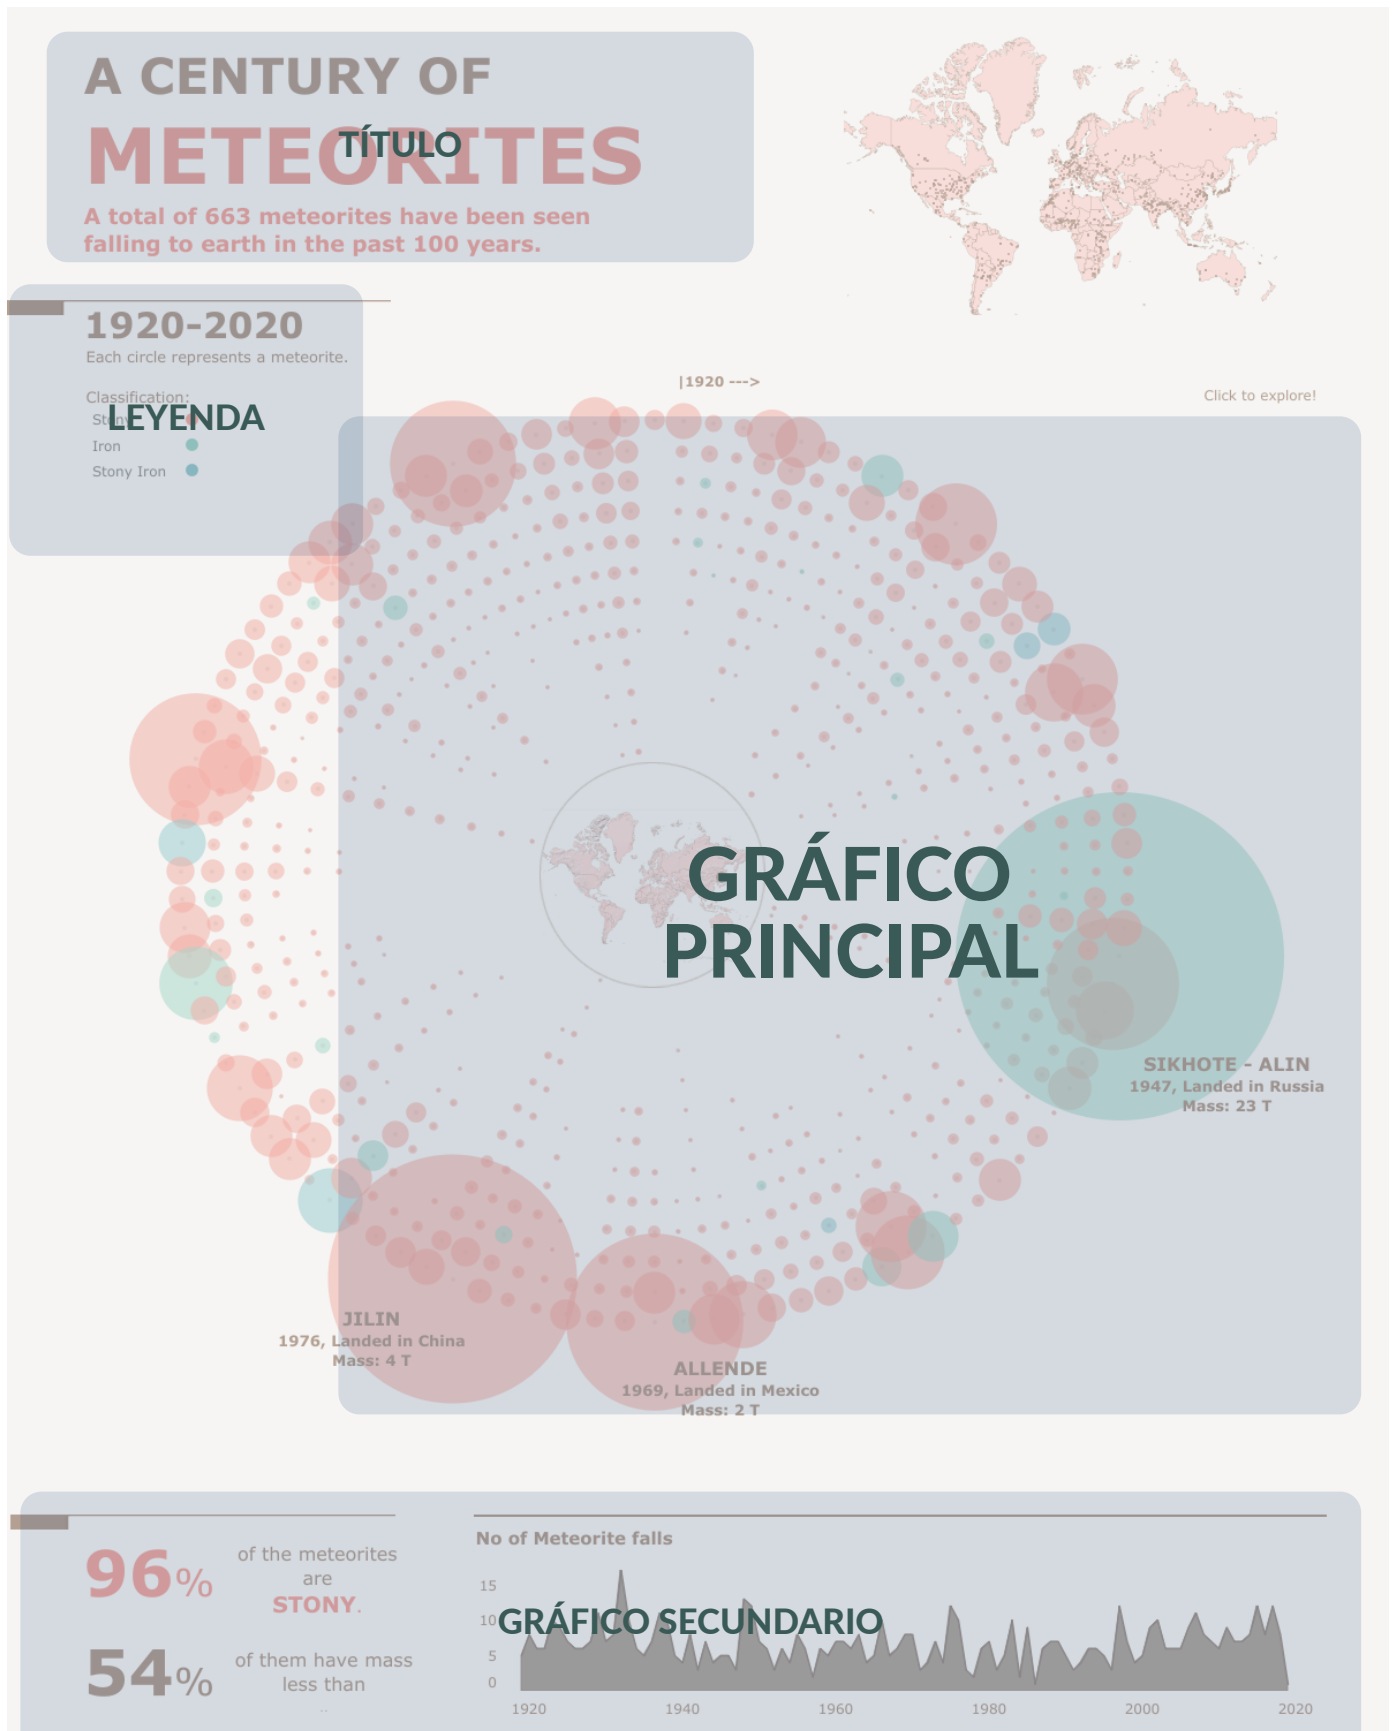 A CENTURY OF
METEORITES
TÍTULO
A total of 663 meteorites have been seen
falling to earth in the past 100 years.
1920-2020
Each circle represents a meteorite.
Classification:
Stony
LEYENDA
Iron
Stony Iron
|1920 --->
Click to explore!
GRÁFICO
PRINCIPAL
SIKHOTE - ALIN
1947, Landed in Russia
Mass: 23 T
JILIN
1976, Landed in China
Mass: 4 T
ALLENDE
1969, Landed in Mexico
Mass: 2 T
96%
of the meteorites
are
STONY.
54%
of them have mass
less than
No of Meteorite falls
15
10
5
0
GRÁFICO SECUNDARIO
1920 1940 1960 1980 2000 2020